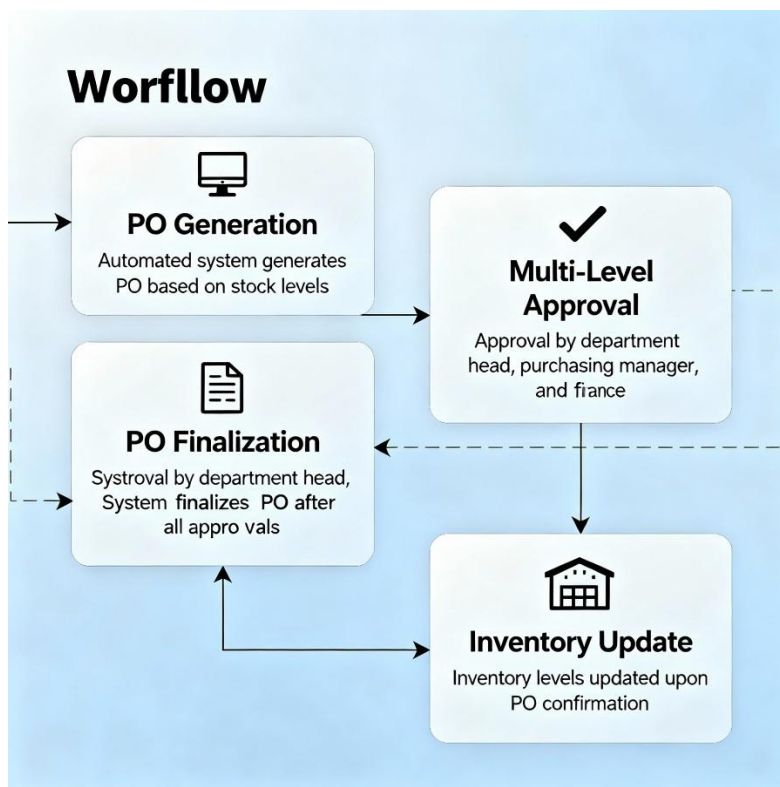 Worfllow
PO Generation
Automated system generates
PO based on stock levels
Multi-Level
Approval
Approval by department
head, purchasing manager,
and fiance
PO Finalization
Systroval by department head,
System finalizes PO after
all appro vals
Inventory Update
Inventory levels updated upon
PO confirmation